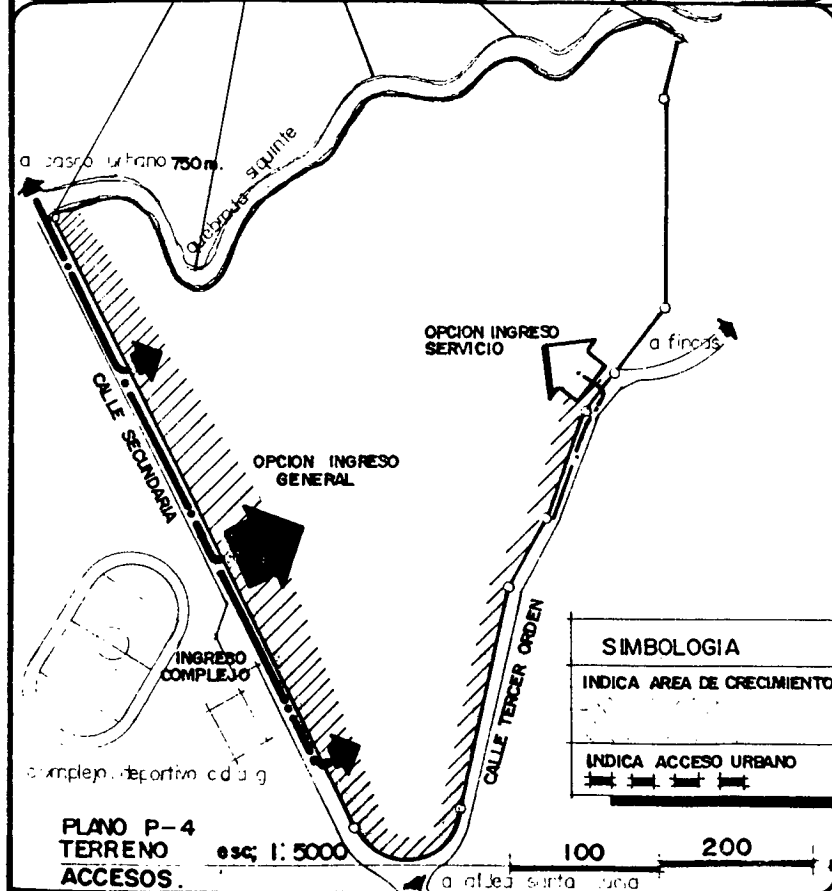 a casco urbano 750m.
quebrada siquinte
OPCION INGRESO
SERVICIO
a fincas
CALLE SECUNDARIA
OPCION INGRESO
GENERAL
INGRESO
COMPLEJO
CALLE TERCER ORDEN
SIMBOLOGIA
INDICA AREA DE CRECIMIENTO
INDICA ACCESO URBANO
complejo deportivo c.d.a.g
PLANO P-4
TERRENO esc; 1:5000
ACCESOS.
100 200
a aldea santa